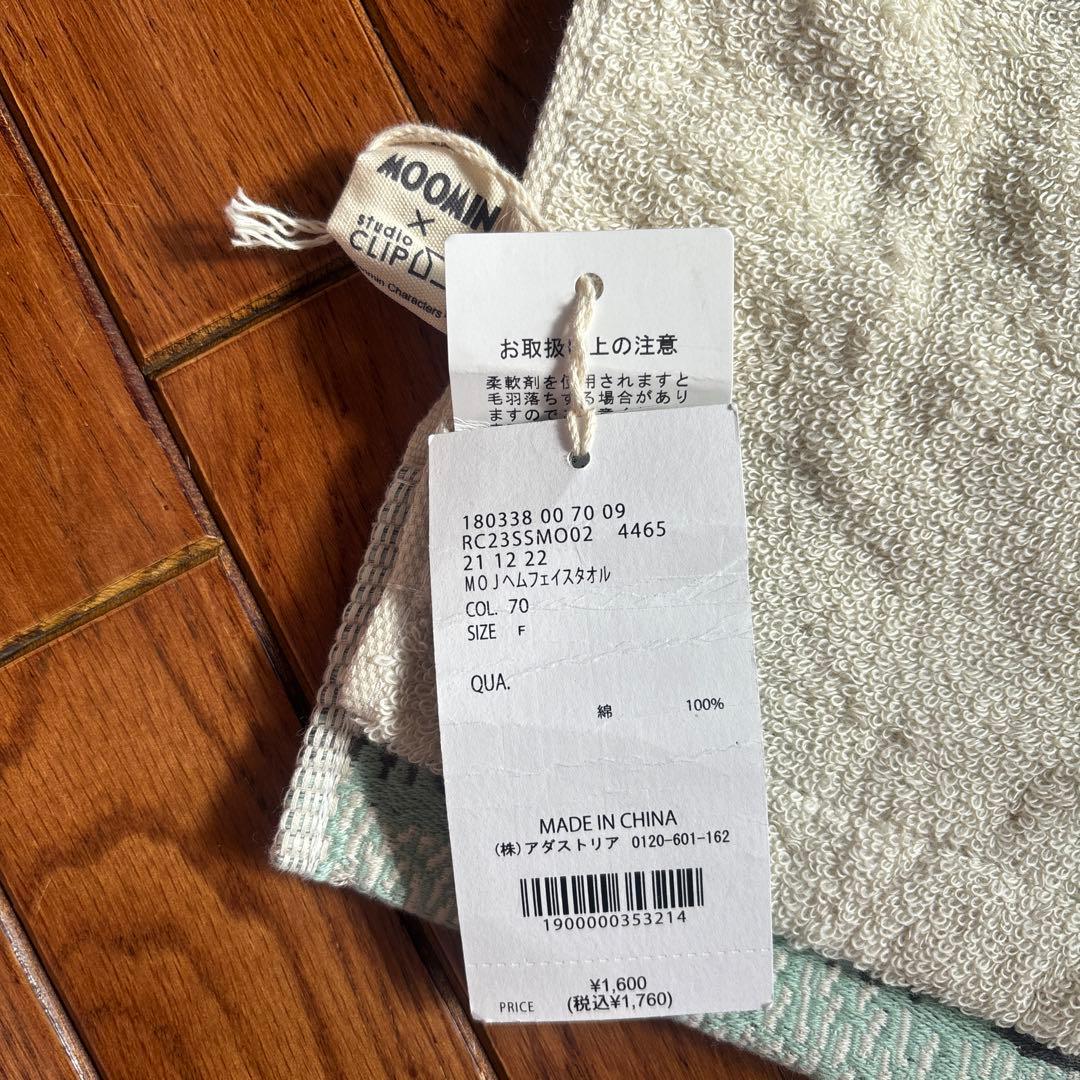 MOOMIN
×
studio
CLIP
Characters
お取扱 上の注意
柔軟剤を使用されますと
毛羽落ちする場合があり
ますので
180338 00 70 09
RC23SSMO02 4465
21 12 22
MOJヘムフェイスタオル
COL. 70
SIZE F
QUA.
綿 100%
MADE IN CHINA
(株)アダストリア 0120-601-162
1900000353214
¥1,600
PRICE (税込¥1,760)